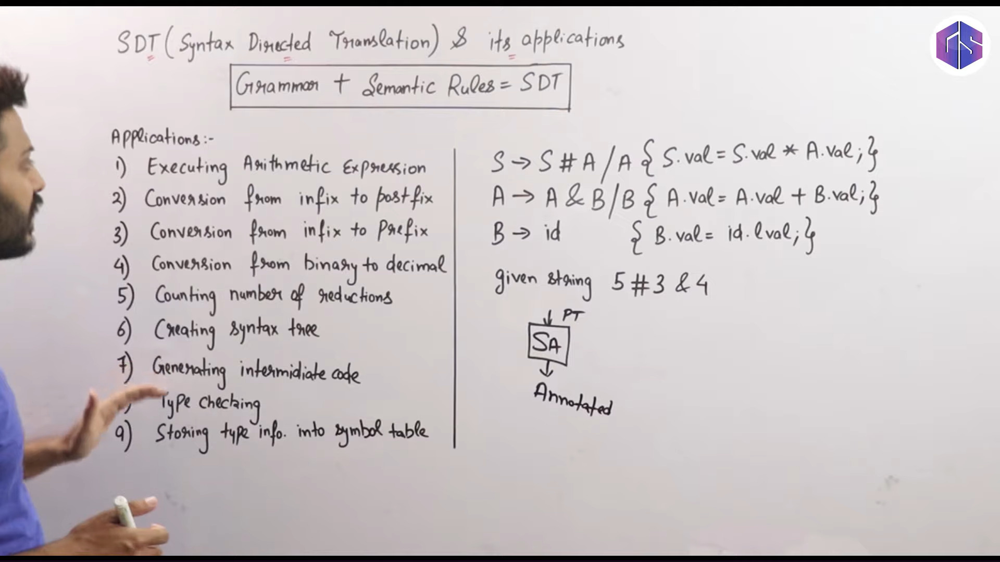 SDT (Syntax Directed Translation) & its applications
Grammar + Semantic Rules = SDT
Applications:-
1) Executing Arithmetic Expression
2) Conversion from infix to postfix
3) Conversion from infix to Prefix
4) Conversion from binary to decimal
5) Counting number of reductions
6) Creating syntax tree
7) Generating intermidiate code
) Type checking
9) Storing type info. into symbol table
S → S # A / A { S.val = S.val * A.val; }
A → A & B / B { A.val = A.val + B.val; }
B → id { B.val = id.lval; }
given string 5 # 3 & 4
PT
SA
Annotated